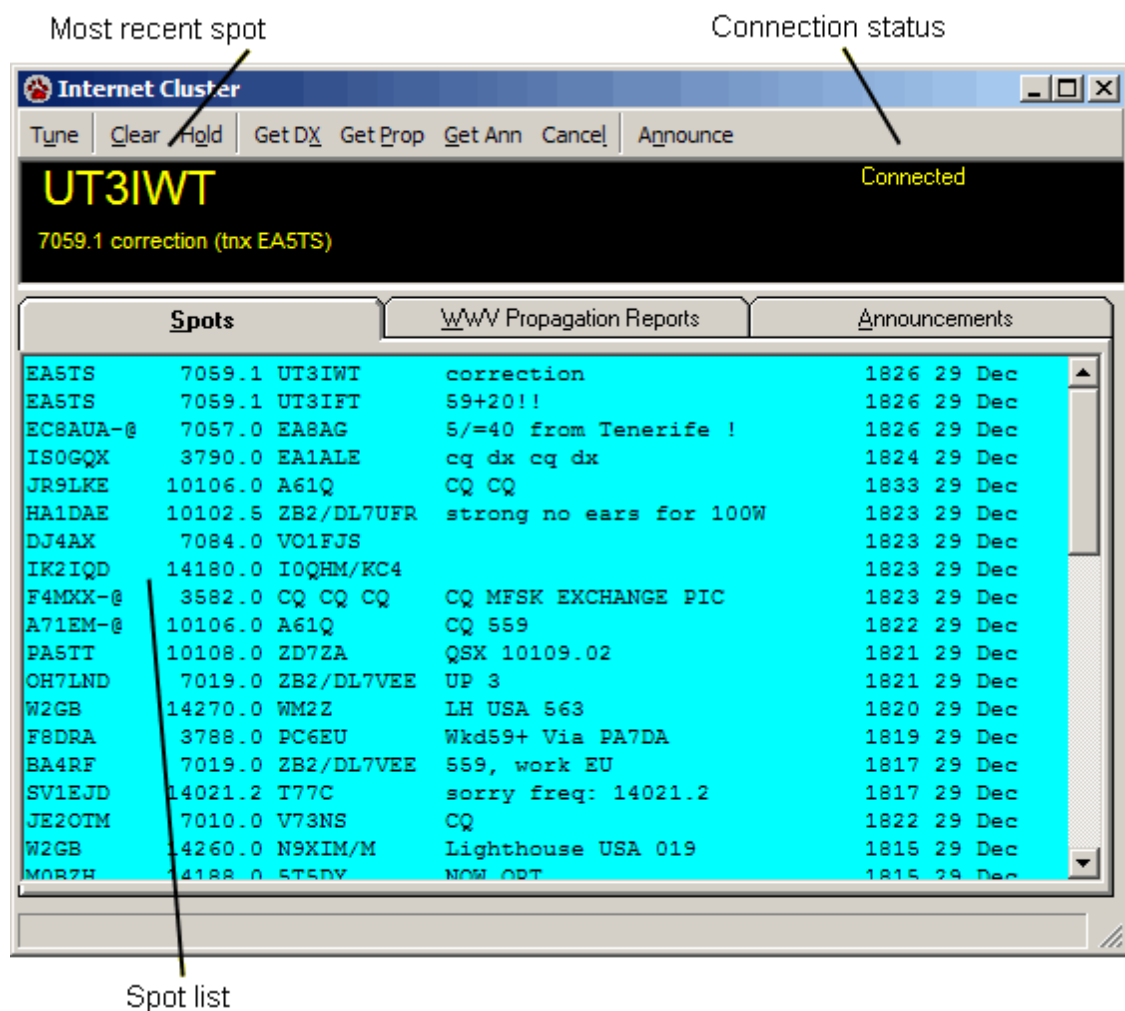 Most recent spot
Connection status
Internet Cluster
Tune Clear Hold Get DX Get Prop Get Ann Cancel Announce
UT3IWT
Connected
7059.1 correction (tnx EA5TS)
Spots WWV Propagation Reports Announcements
EA5TS 7059.1 UT3IWT correction 1826 29 Dec
EA5TS 7059.1 UT3IFT 59+20!! 1826 29 Dec
EC8AUA-@ 7057.0 EA8AG 5/=40 from Tenerife ! 1826 29 Dec
IS0GQX 3790.0 EA1ALE cq dx cq dx 1824 29 Dec
JR9LKE 10106.0 A61Q CQ CQ 1833 29 Dec
HA1DAE 10102.5 ZB2/DL7UFR strong no ears for 100W 1823 29 Dec
DJ4AX 7084.0 VO1FJS 1823 29 Dec
IK2IQD 14180.0 I0QHM/KC4 1823 29 Dec
F4MXX-@ 3582.0 CQ CQ CQ CQ MFSK EXCHANGE PIC 1823 29 Dec
A71EM-@ 10106.0 A61Q CQ 559 1822 29 Dec
PA5TT 10108.0 ZD7ZA QSX 10109.02 1821 29 Dec
OH7LND 7019.0 ZB2/DL7VEE UP 3 1821 29 Dec
W2GB 14270.0 WM2Z LH USA 563 1820 29 Dec
F8DRA 3788.0 PC6EU Wkd59+ Via PA7DA 1819 29 Dec
BA4RF 7019.0 ZB2/DL7VEE 559, work EU 1817 29 Dec
SV1EJD 14021.2 T77C sorry freq: 14021.2 1817 29 Dec
JE2OTM 7010.0 V73NS CQ 1822 29 Dec
W2GB 14260.0 N9XIM/M Lighthouse USA 019 1815 29 Dec
M0BZH 14188.0 5T5DY NOW 1815 29 Dec
Spot list